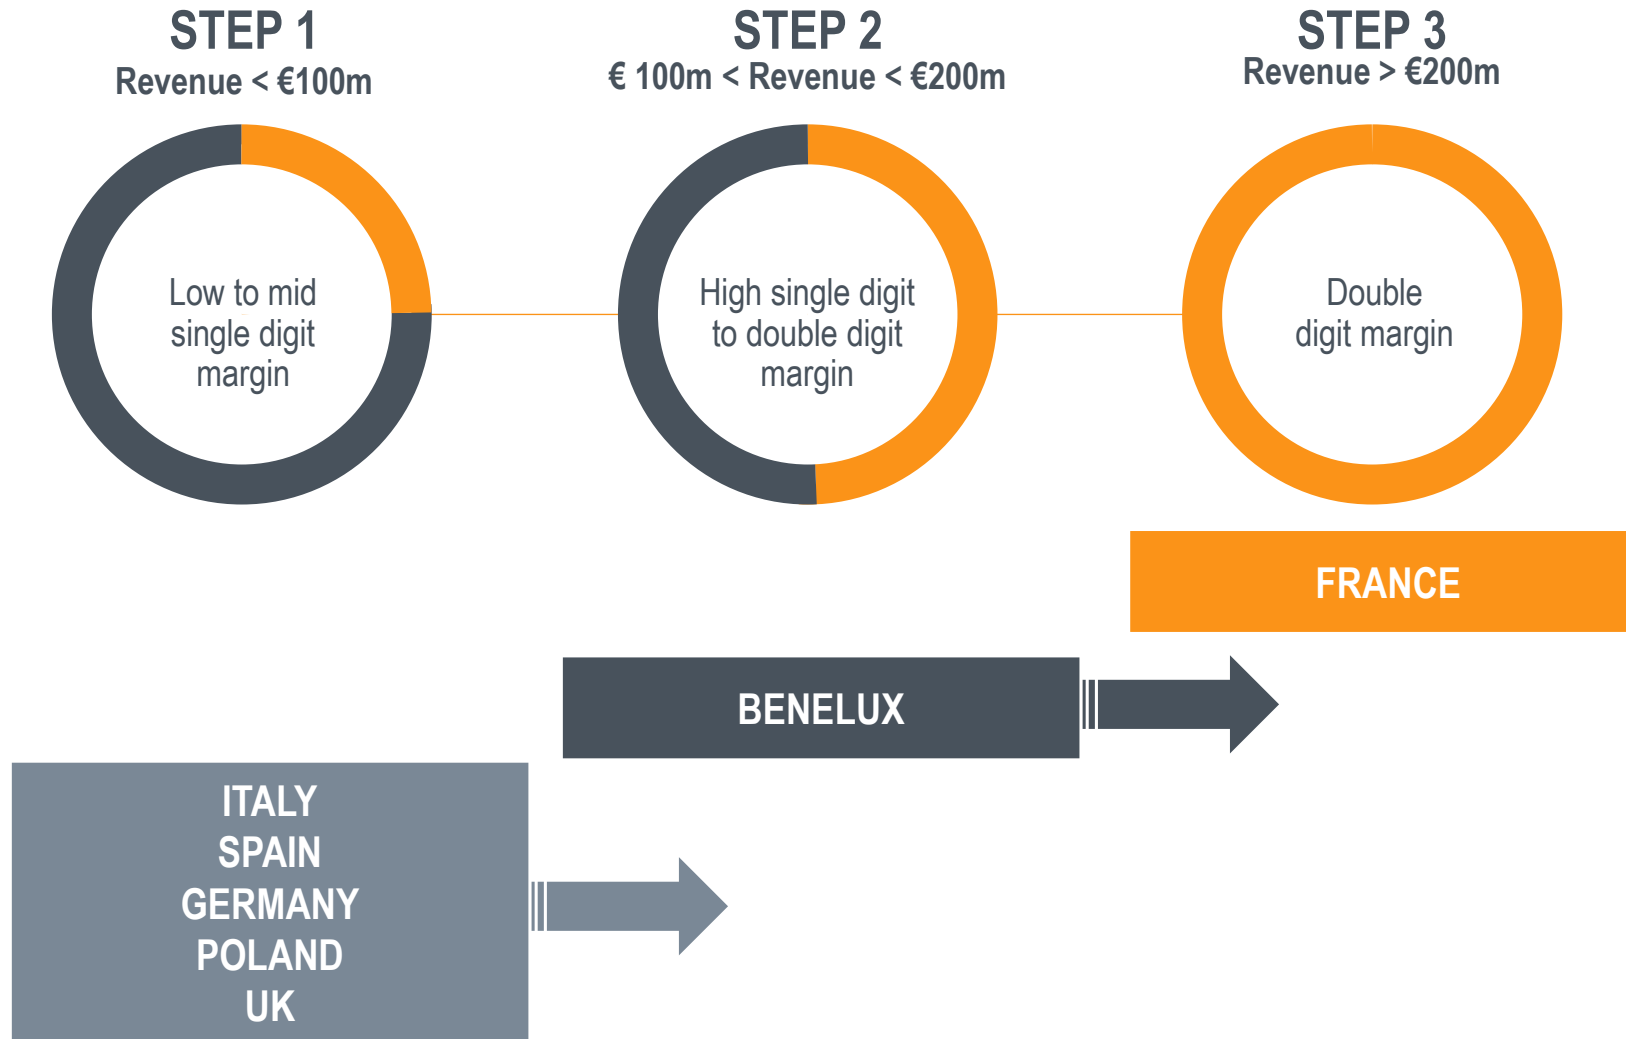 STEP 1
Revenue < €100m
Low to mid
single digit
margin
STEP 2
€ 100m < Revenue < €200m
High single digit
to double digit
margin
STEP 3
Revenue > €200m
Double
digit margin
FRANCE
BENELUX
ITALY
SPAIN
GERMANY
POLAND
UK